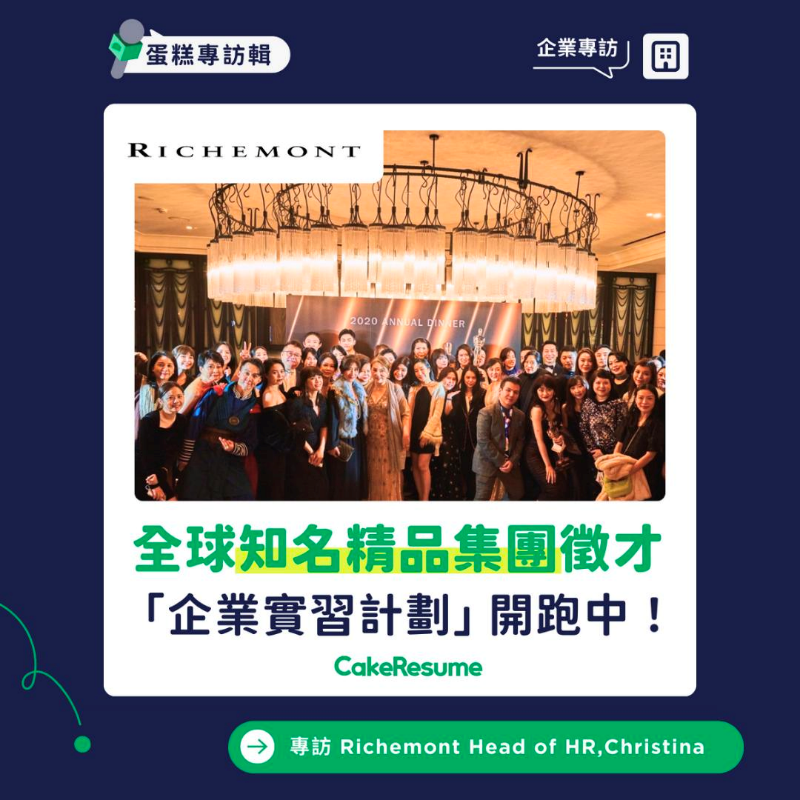 蛋糕專訪輯
企業專訪
RICHEMONT
2020 ANNUAL DINNER
全球知名精品集團徵才
「企業實習計劃」開跑中！
CakeResume
專訪 Richemont Head of HR,Christina